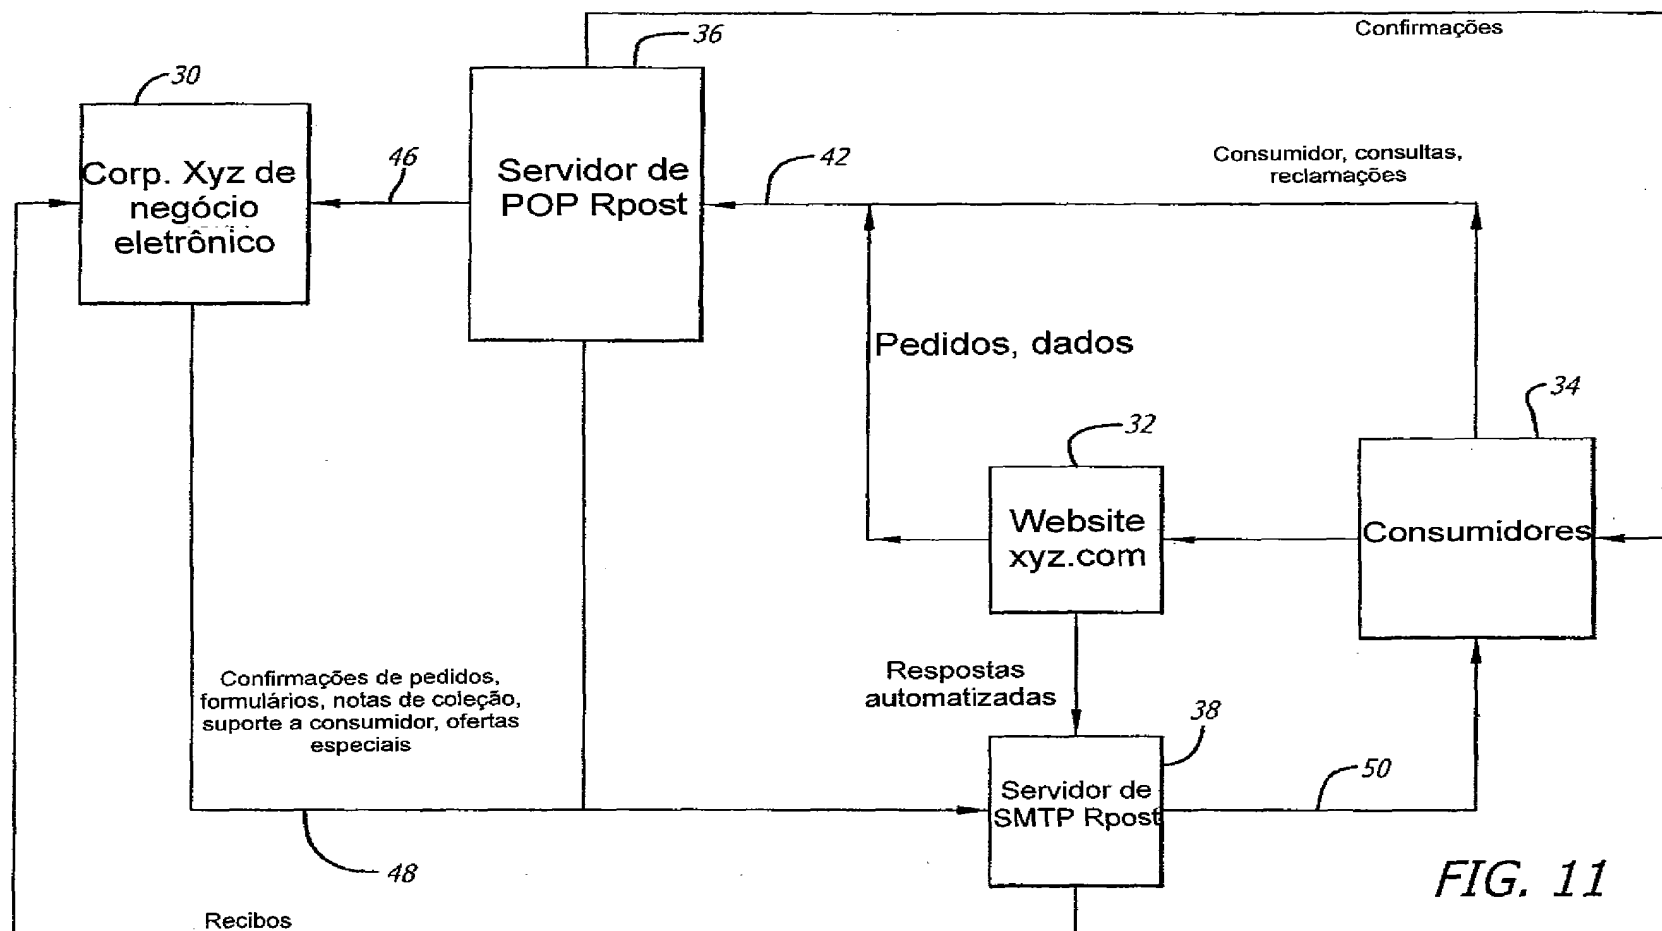 Confirmações
36
30
Corp. Xyz de
negócio
eletrônico
46
Servidor de
POP Rpost
42
Consumidor, consultas,
reclamações
Pedidos, dados
34
32
Website
xyz.com
Consumidores
Respostas
automatizadas
Confirmações de pedidos,
formulários, notas de coleção,
suporte a consumidor, ofertas
especiais
38
Servidor de
SMTP Rpost
50
48
FIG. 11
Recibos